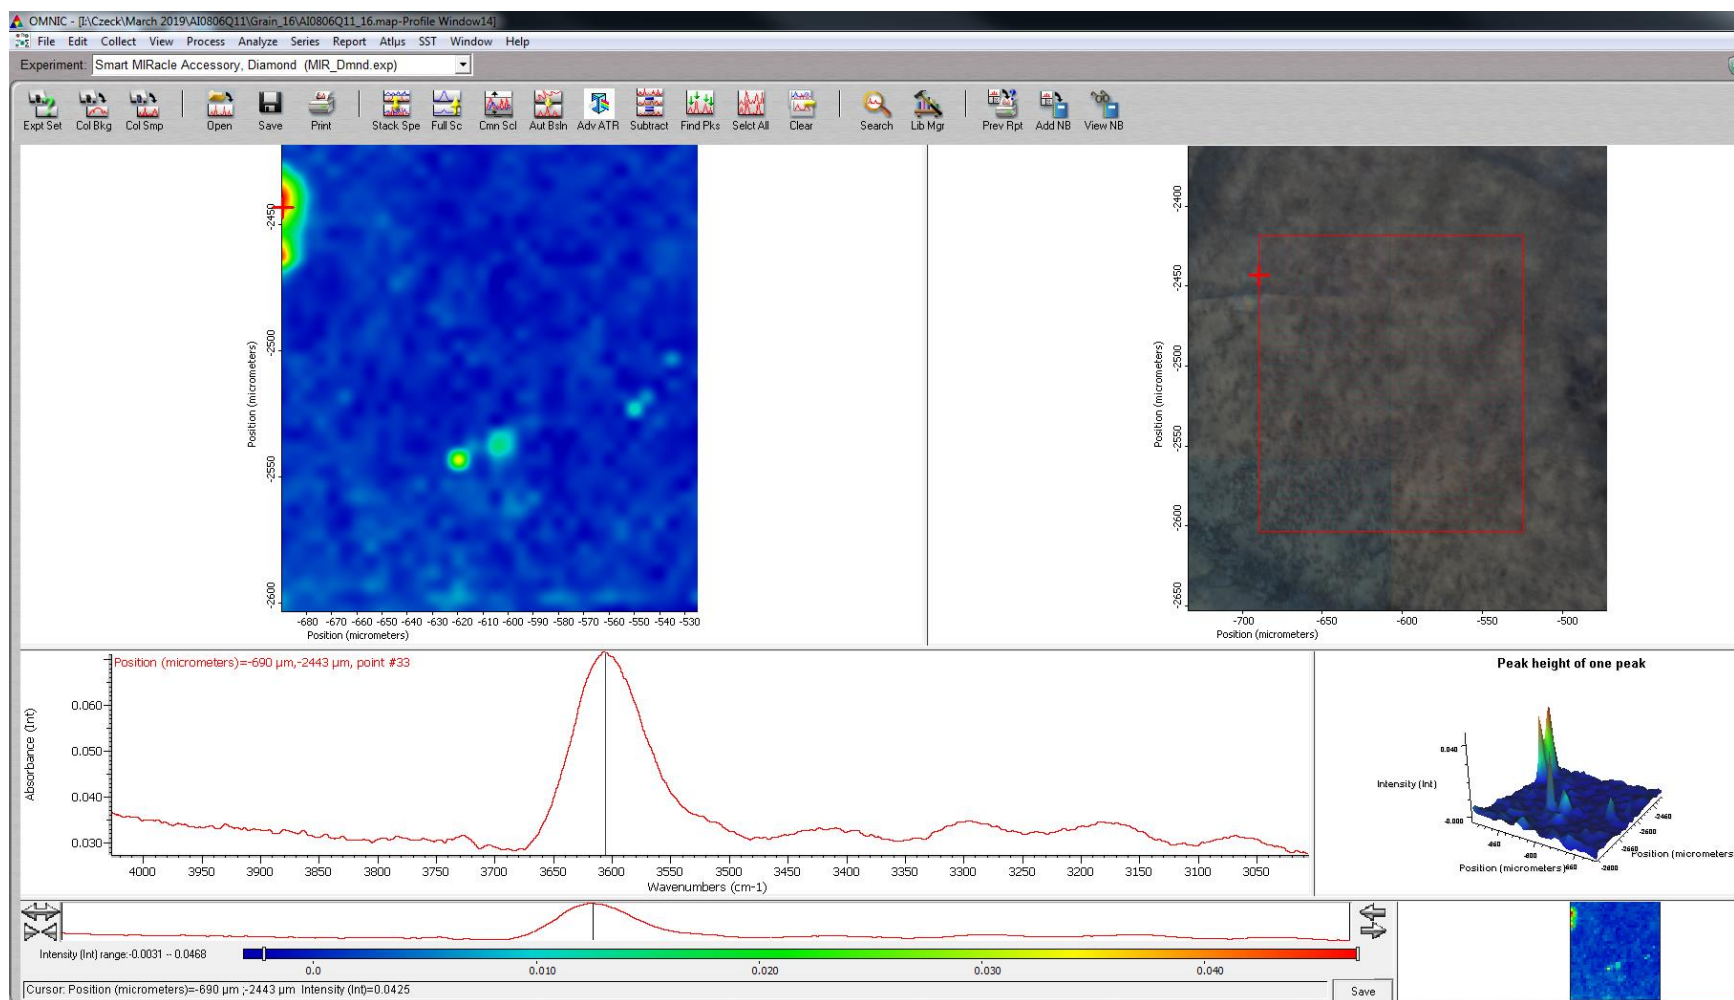 OMNIC - [I:\Czeck\March 2019\AI0806Q11\Grain_16\AI0806Q11_16.map-Profile Window14]
File Edit Collect View Process Analyze Series Report Atlµs SST Window Help
Experiment: Smart MIRacle Accessory, Diamond (MIR_Dmnd.exp)
Expt Set Col Bkg Col Smp Open Save Print Stack Spe Full Sc Cmn Scl Aut Bsln Adv ATR Subtract Find Pks Selct All Clear Search Lib Mgr Prev Rpt Add NB View NB
Position (micrometers)
-2450
-2500
-2550
-2600
-680 -670 -660 -650 -640 -630 -620 -610 -600 -590 -580 -570 -560 -550 -540 -530
Position (micrometers)
Position (micrometers)
-2400
-2450
-2500
-2550
-2600
-2650
-700 -650 -600 -550 -500
Position (micrometers)
Position (micrometers)=-690 µm,-2443 µm, point #33
Absorbance (Int)
0.060
0.050
0.040
0.030
4000 3950 3900 3850 3800 3750 3700 3650 3600 3550 3500 3450 3400 3350 3300 3250 3200 3150 3100 3050
Wavenumbers (cm-1)
Peak height of one peak
0.040
Intensity (Int)
-0.000
Position (micrometers)
Position (micrometers)
Intensity (Int) range:-0.0031 -- 0.0468
0.0 0.010 0.020 0.030 0.040
Cursor: Position (micrometers)=-690 µm ;-2443 µm Intensity (Int)=0.0425
Save